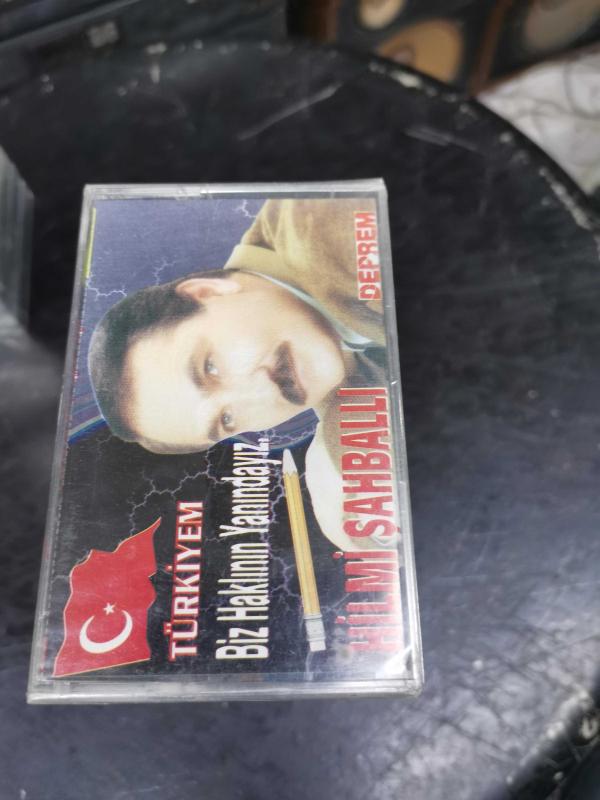 TÜRKİYEM
Biz Haklının Yanındayız.
HİLMİ ŞAHBALLI
DEPREM